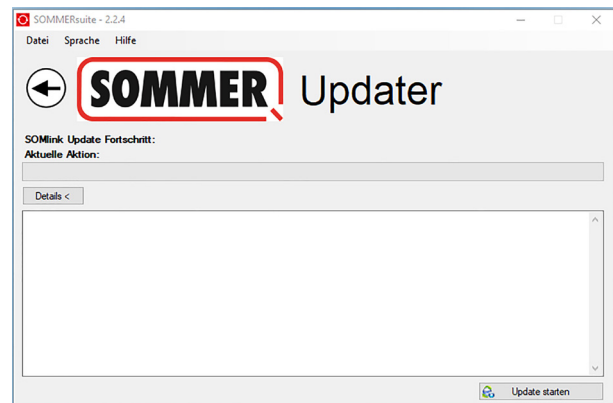 SOMMERsuite - 2.2.4
Datei Sprache Hilfe
SOMMER Updater
SOMlink Update Fortschritt:
Aktuelle Aktion:
Details <
Update starten